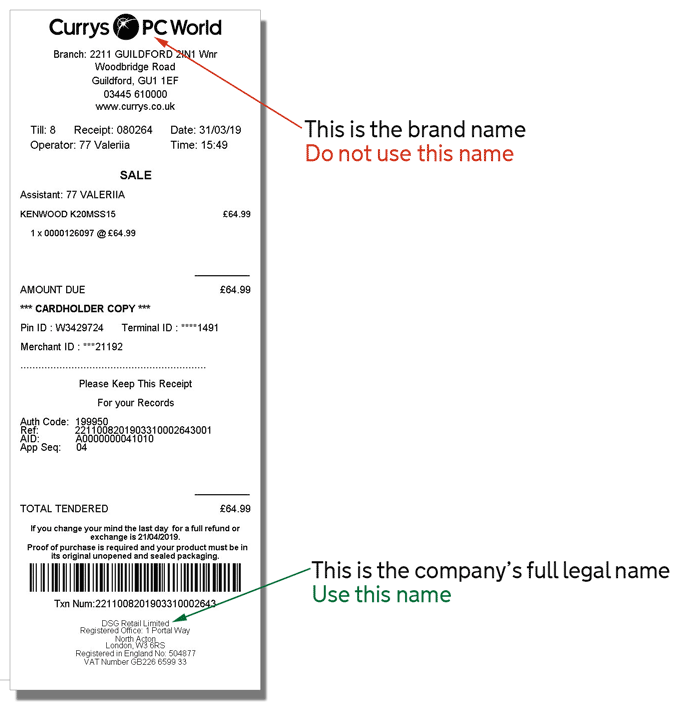 Currys PC World
Branch: 2211 GUILDFORD 2IN1 Wnr
Woodbridge Road
Guildford, GU1 1EF
03445 610000
www.currys.co.uk
Till: 8 Receipt: 080264 Date: 31/03/19
Operator: 77 Valeriia Time: 15:49
This is the brand name
Do not use this name
SALE
Assistant: 77 VALERIIA
KENWOOD K20MSS15 £64.99
1 x 0000126097 @ £64.99
AMOUNT DUE £64.99
*** CARDHOLDER COPY ***
Pin ID : W3429724 Terminal ID : ****1491
Merchant ID : ***21192
Please Keep This Receipt
For your Records
Auth Code: 199950
Ref: 2211008201903310002643001
AID: A0000000041010
App Seq: 04
TOTAL TENDERED £64.99
If you change your mind the last day for a full refund or
exchange is 21/04/2019.
Proof of purchase is required and your product must be in
its original unopened and sealed packaging.
This is the company's full legal name
Use this name
Txn Num:2211008201903310002643
DSG Retail Limited
Registered Office: 1 Portal Way
North Acton
London, W3 6RS
Registered in England No: 504877
VAT Number GB226 6599 33